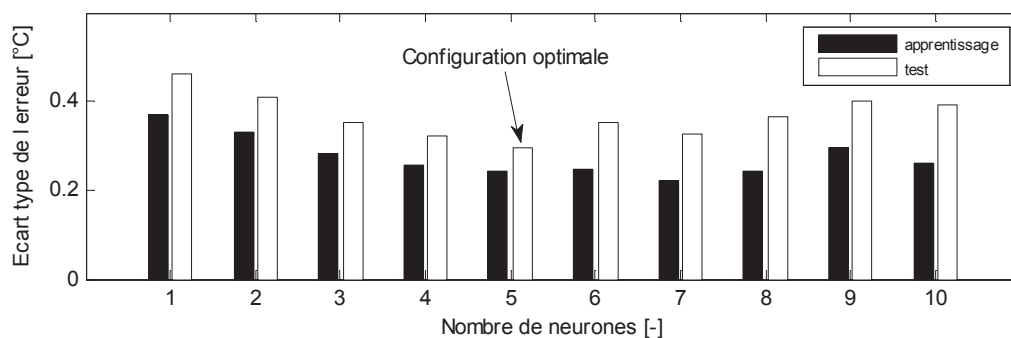 Ecart type de l erreur [°C]
0.4
0.2
0
Configuration optimale
apprentissage
test
1 2 3 4 5 6 7 8 9 10
Nombre de neurones [-]